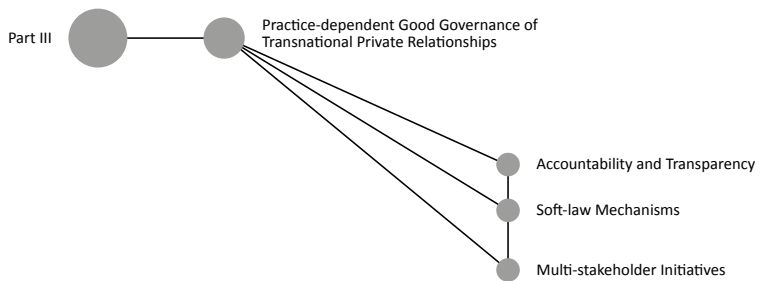 Part III
Practice-dependent Good Governance of
Transnational Private Relationships
Accountability and Transparency
Soft-law Mechanisms
Multi-stakeholder Initiatives